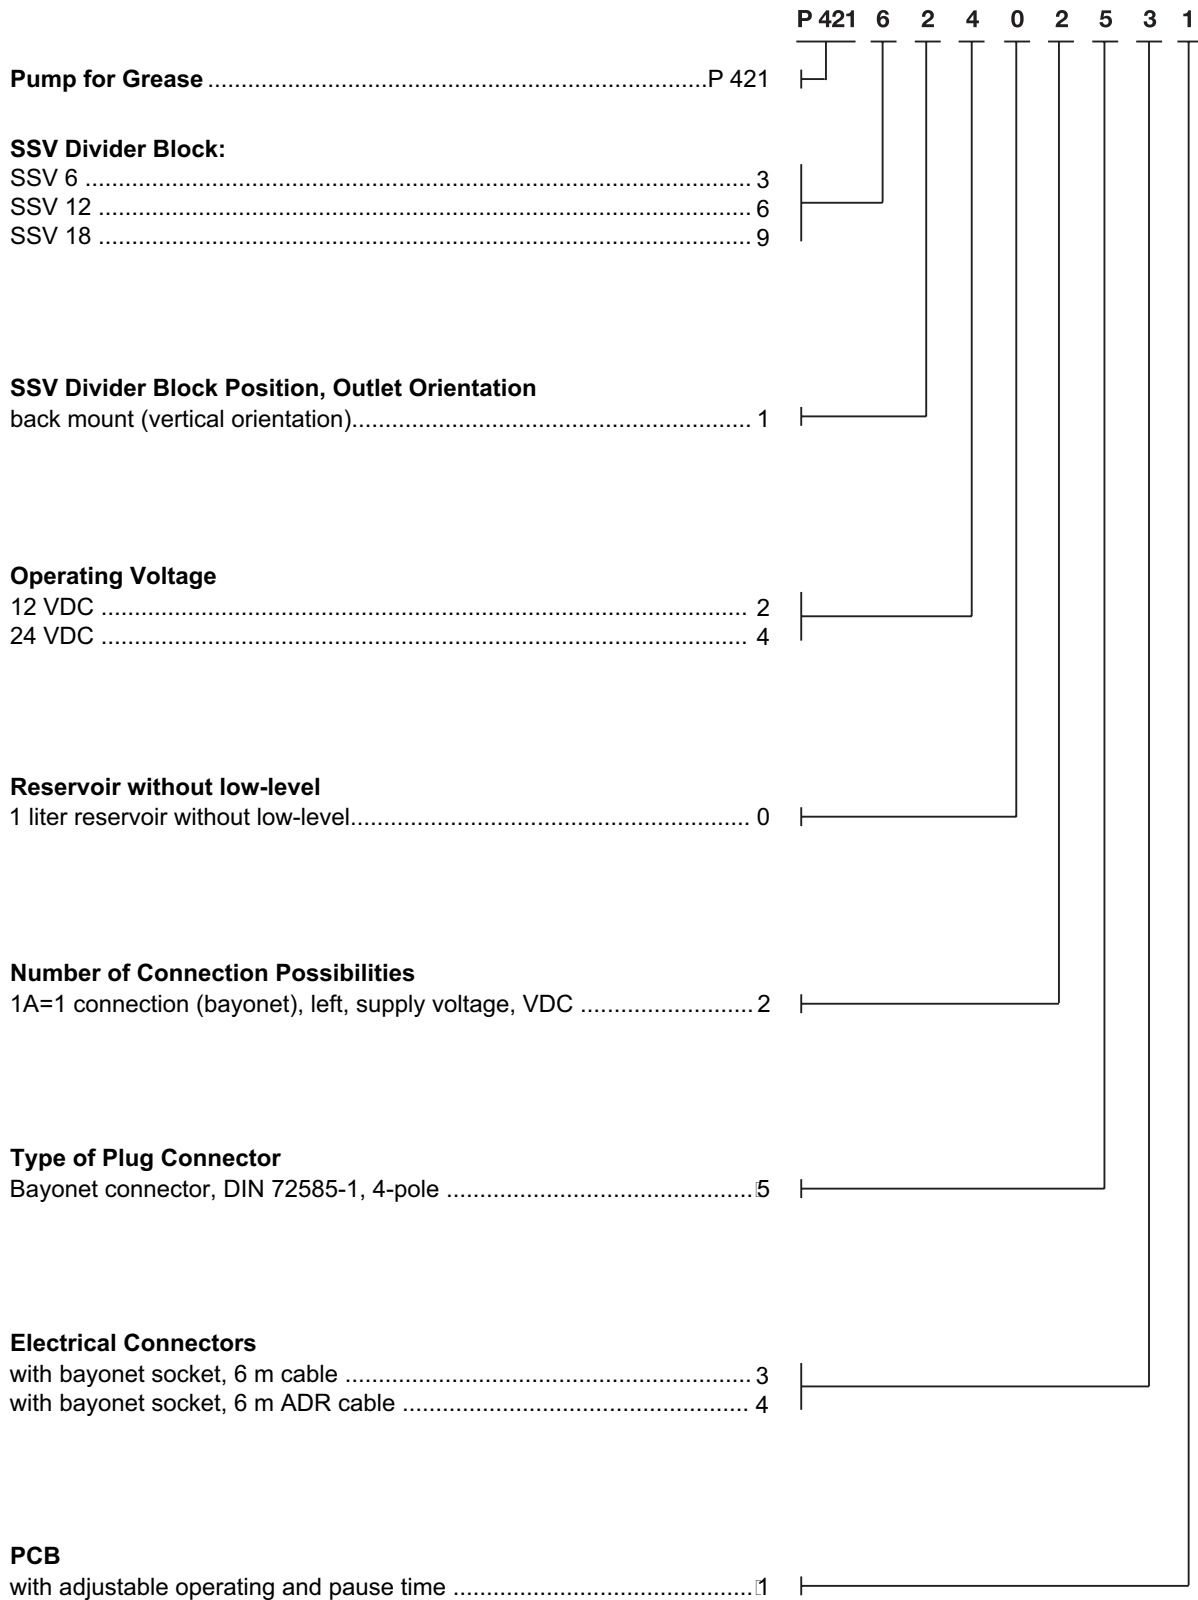 P 421 6 2 4 0 2 5 3 1
Pump for Grease ........................................................................... P 421
SSV Divider Block:
SSV 6 .................................................................................................... 3
SSV 12 .................................................................................................. 6
SSV 18 .................................................................................................. 9
SSV Divider Block Position, Outlet Orientation
back mount (vertical orientation)........................................................... 1
Operating Voltage
12 VDC ................................................................................................. 2
24 VDC ................................................................................................. 4
Reservoir without low-level
1 liter reservoir without low-level............................................................ 0
Number of Connection Possibilities
1A=1 connection (bayonet), left, supply voltage, VDC .......................... 2
Type of Plug Connector
Bayonet connector, DIN 72585-1, 4-pole .............................................. 5
Electrical Connectors
with bayonet socket, 6 m cable ............................................................. 3
with bayonet socket, 6 m ADR cable .................................................... 4
PCB
with adjustable operating and pause time ............................................. 1